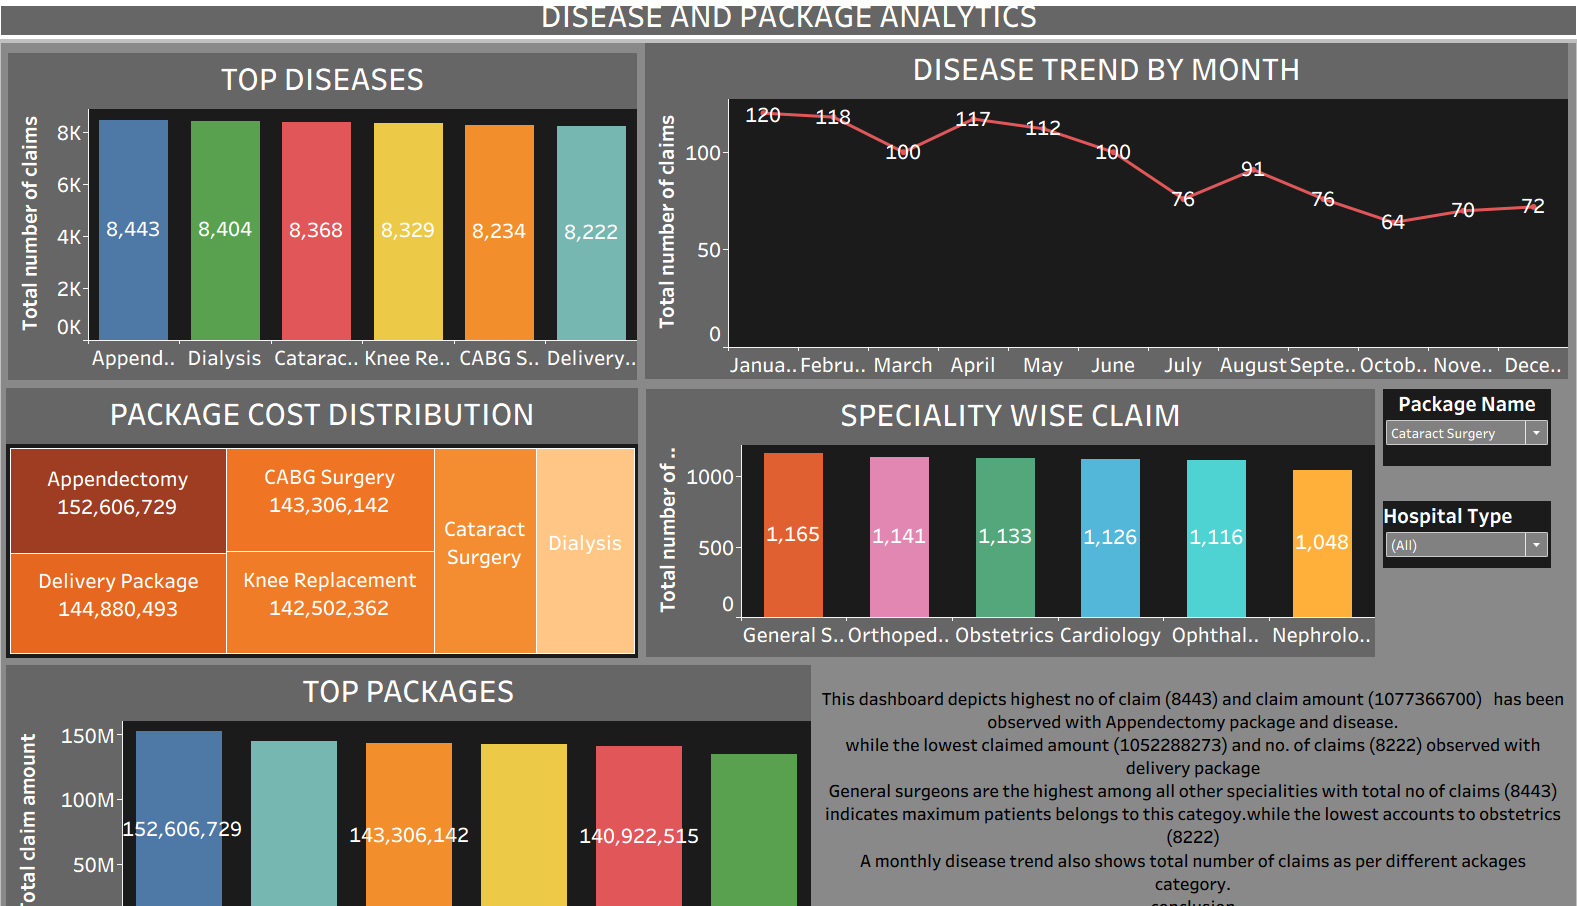 DISEASE AND PACKAGE ANALYTICS
TOP DISEASES
Total number of claims
8K
6K
4K
2K
0K
8,443
8,404
8,368
8,329
8,234
8,222
Append..
Dialysis
Catarac..
Knee Re..
CABG S..
Delivery..
DISEASE TREND BY MONTH
Total number of claims
100
50
0
120
118
100
117
112
100
76
91
76
64
70
72
Janua..
Febru..
March
April
May
June
July
August
Septe..
Octob..
Nove..
Dece..
PACKAGE COST DISTRIBUTION
Appendectomy
152,606,729
Delivery Package
144,880,493
CABG Surgery
143,306,142
Knee Replacement
142,502,362
Cataract
Surgery
Dialysis
SPECIALITY WISE CLAIM
Total number of ..
1000
500
0
1,165
1,141
1,133
1,126
1,116
1,048
General S..
Orthoped..
Obstetrics
Cardiology
Ophthal..
Nephrolo..
Package Name
Cataract Surgery
Hospital Type
(All)
TOP PACKAGES
Total claim amount
150M
100M
50M
152,606,729
143,306,142
140,922,515
This dashboard depicts highest no of claim (8443) and claim amount (1077366700) has been
observed with Appendectomy package and disease.
while the lowest claimed amount (1052288273) and no. of claims (8222) observed with
delivery package
General surgeons are the highest among all other specialities with total no of claims (8443)
indicates maximum patients belongs to this categoy.while the lowest accounts to obstetrics
(8222)
A monthly disease trend also shows total number of claims as per different ackages
category.
conclusion